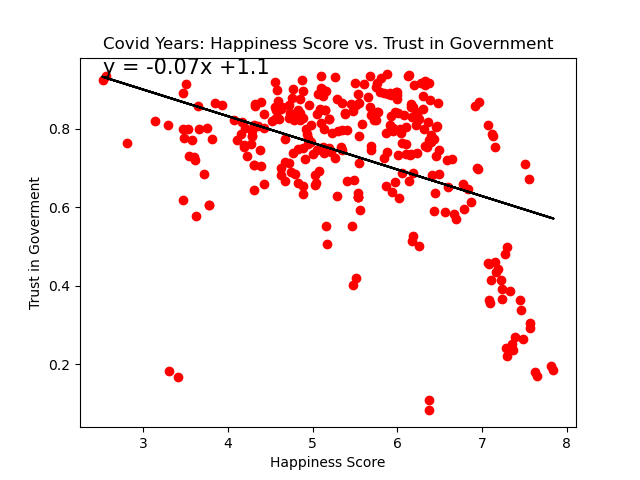 Covid Years: Happiness Score vs. Trust in Government
y = -0.07x +1.1
Trust in Goverment
0.8
0.6
0.4
0.2
3 4 5 6 7 8
Happiness Score